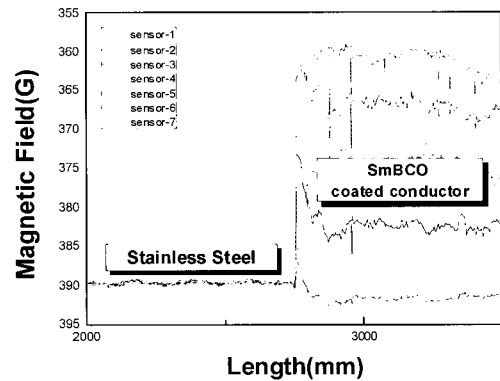 Magnetic Field(G)
355
360
365
370
375
380
385
390
395
sensor-1
sensor-2
sensor-3
sensor-4
sensor-5
sensor-6
sensor-7
SmBCO
coated conductor
Stainless Steel
2000
3000
Length(mm)